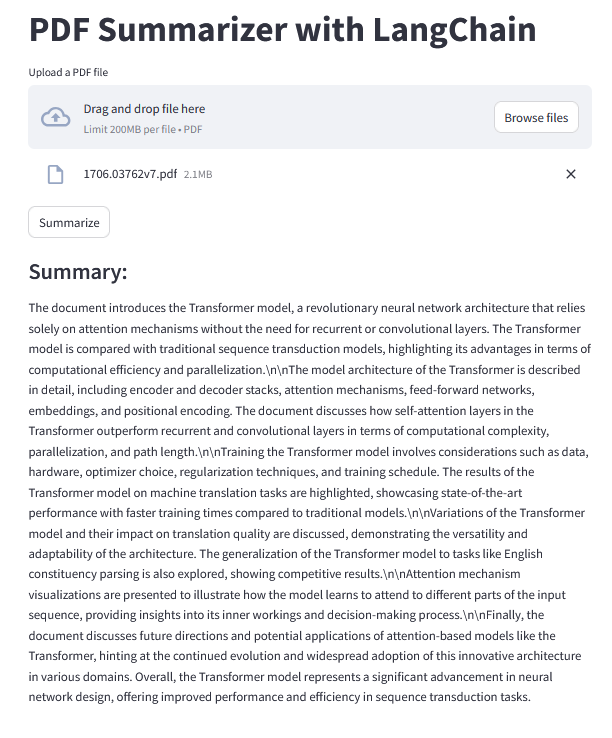 PDF Summarizer with LangChain
Upload a PDF file
Drag and drop file here
Limit 200MB per file • PDF
Browse files
1706.03762v7.pdf 2.1MB
Summarize
Summary:
The document introduces the Transformer model, a revolutionary neural network architecture that relies
solely on attention mechanisms without the need for recurrent or convolutional layers. The Transformer
model is compared with traditional sequence transduction models, highlighting its advantages in terms of
computational efficiency and parallelization.\n\nThe model architecture of the Transformer is described
in detail, including encoder and decoder stacks, attention mechanisms, feed-forward networks,
embeddings, and positional encoding. The document discusses how self-attention layers in the
Transformer outperform recurrent and convolutional layers in terms of computational complexity,
parallelization, and path length.\n\nTraining the Transformer model involves considerations such as data,
hardware, optimizer choice, regularization techniques, and training schedule. The results of the
Transformer model on machine translation tasks are highlighted, showcasing state-of-the-art
performance with faster training times compared to traditional models.\n\nVariations of the Transformer
model and their impact on translation quality are discussed, demonstrating the versatility and
adaptability of the architecture. The generalization of the Transformer model to tasks like English
constituency parsing is also explored, showing competitive results.\n\nAttention mechanism
visualizations are presented to illustrate how the model learns to attend to different parts of the input
sequence, providing insights into its inner workings and decision-making process.\n\nFinally, the
document discusses future directions and potential applications of attention-based models like the
Transformer, hinting at the continued evolution and widespread adoption of this innovative architecture
in various domains. Overall, the Transformer model represents a significant advancement in neural
network design, offering improved performance and efficiency in sequence transduction tasks.